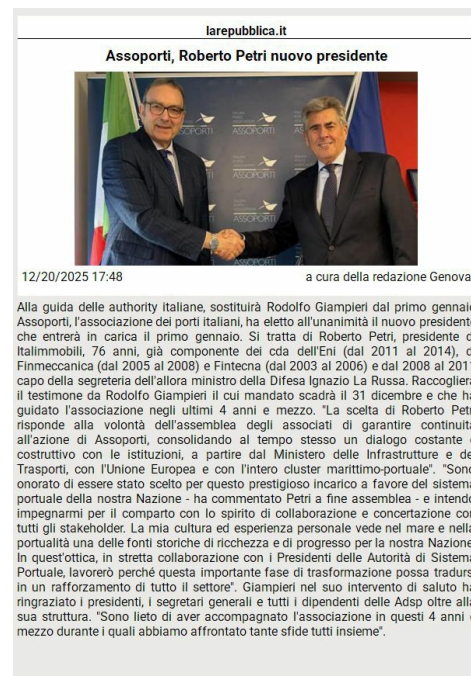 larepubblica.it
Assoporti, Roberto Petri nuovo presidente
ASSOPORTI
ASSOPORTI
ASSOPORTI
ASSOPORTI
12/20/2025 17:48
a cura della redazione Genova
Alla guida delle authority italiane, sostituirà Rodolfo Giampieri dal primo gennaio
Assoporti, l'associazione dei porti italiani, ha eletto all'unanimità il nuovo presidente
che entrerà in carica il primo gennaio. Si tratta di Roberto Petri, presidente d
Italimmobili, 76 anni, già componente dei cda dell'Eni (dal 2011 al 2014), d
Finmeccanica (dal 2005 al 2008) e Fintecna (dal 2003 al 2006) e dal 2008 al 2011
capo della segreteria dell'allora ministro della Difesa Ignazio La Russa. Raccoglierà
il testimone da Rodolfo Giampieri il cui mandato scadrà il 31 dicembre e che ha
guidato l'associazione negli ultimi 4 anni e mezzo. "La scelta di Roberto Petri
risponde alla volontà dell'assemblea degli associati di garantire continuità
all'azione di Assoporti, consolidando al tempo stesso un dialogo costante e
costruttivo con le istituzioni, a partire dal Ministero delle Infrastrutture e dei
Trasporti, con l'Unione Europea e con l'intero cluster marittimo-portuale". "Sono
onorato di essere stato scelto per questo prestigioso incarico a favore del sistema
portuale della nostra Nazione - ha commentato Petri a fine assemblea - e intendo
impegnarmi per il comparto con lo spirito di collaborazione e concertazione con
tutti gli stakeholder. La mia cultura ed esperienza personale vede nel mare e nella
portualità una delle fonti storiche di ricchezza e di progresso per la nostra Nazione.
In quest'ottica, in stretta collaborazione con i Presidenti delle Autorità di Sistema
Portuale, lavorerò perché questa importante fase di trasformazione possa tradursi
in un rafforzamento di tutto il settore". Giampieri nel suo intervento di saluto ha
ringraziato i presidenti, i segretari generali e tutti i dipendenti delle Adsp oltre alla
sua struttura. "Sono lieto di aver accompagnato l'associazione in questi 4 anni e
mezzo durante i quali abbiamo affrontato tante sfide tutti insieme".